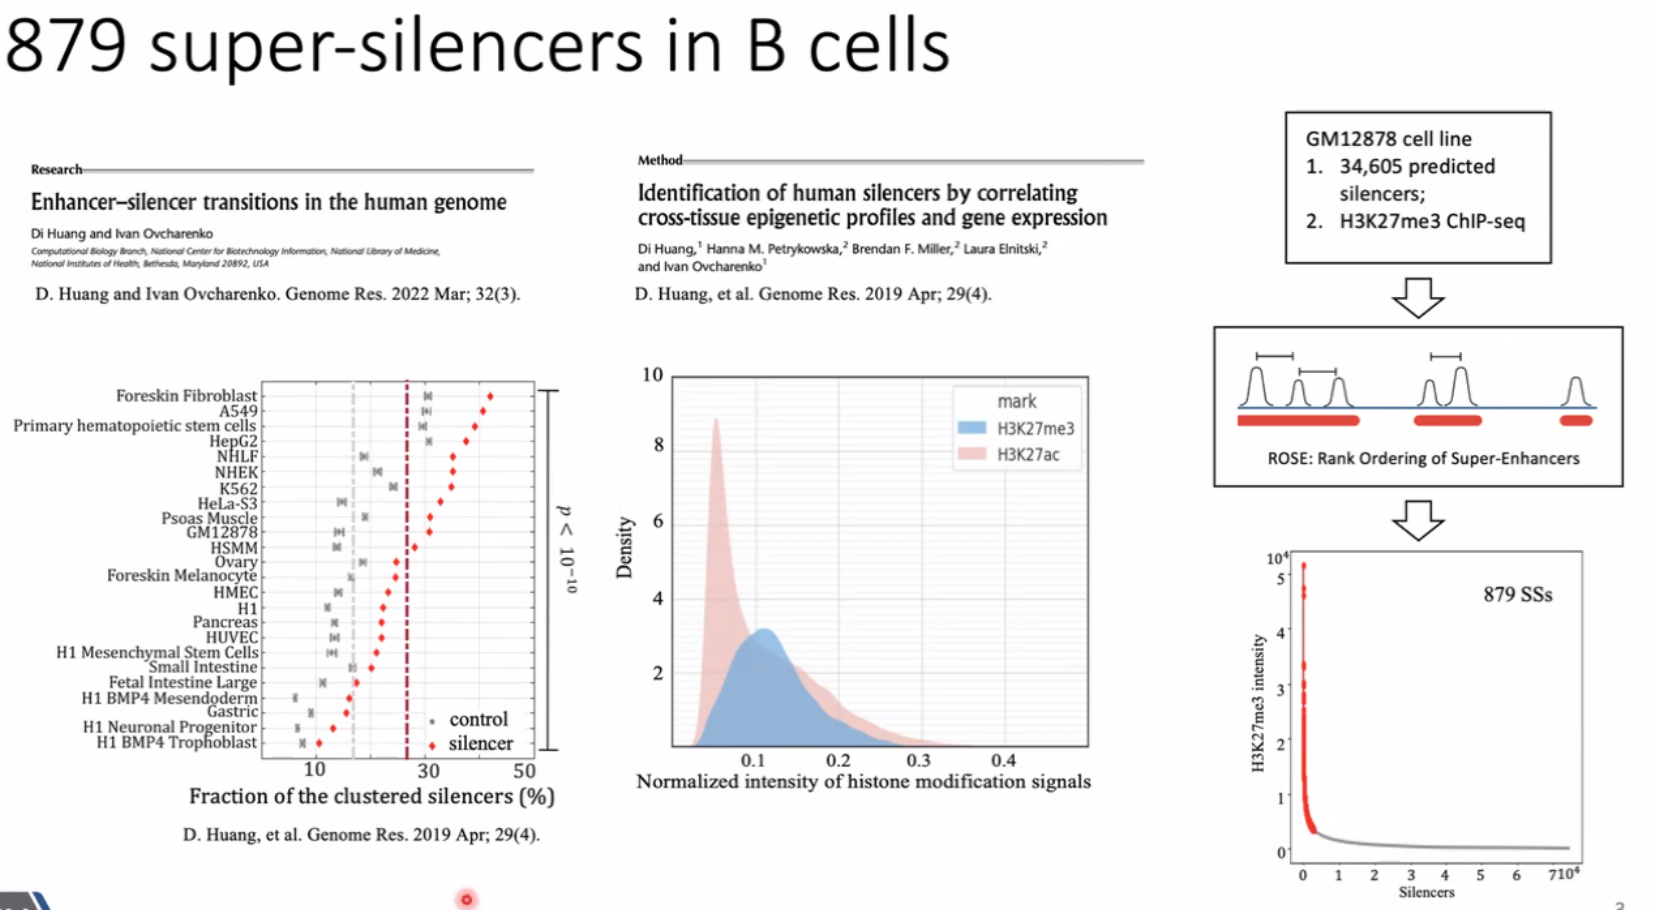 879 super-silencers in B cells
Research
Enhancer–silencer transitions in the human genome
Di Huang and Ivan Ovcharenko
Computational Biology Branch, National Center for Biotechnology Information, National Library of Medicine,
National Institutes of Health, Bethesda, Maryland 20892, USA
D. Huang and Ivan Ovcharenko. Genome Res. 2022 Mar; 32(3).
Method
Identification of human silencers by correlating
cross-tissue epigenetic profiles and gene expression
Di Huang,1 Hanna M. Petrykowska,2 Brendan F. Miller,2 Laura Elnitski,2
and Ivan Ovcharenko1
D. Huang, et al. Genome Res. 2019 Apr; 29(4).
GM12878 cell line
1. 34,605 predicted
silencers;
2. H3K27me3 ChIP-seq
ROSE: Rank Ordering of Super-Enhancers
Foreskin Fibroblast
A549
Primary hematopoietic stem cells
HepG2
NHLF
NHEK
K562
HeLa-S3
Psoas Muscle
GM12878
HSMM
Ovary
Foreskin Melanocyte
HMEC
H1
Pancreas
HUVEC
H1 Mesenchymal Stem Cells
Small Intestine
Fetal Intestine Large
H1 BMP4 Mesendoderm
Gastric
H1 Neuronal Progenitor
H1 BMP4 Trophoblast
control
silencer
p < 10−10
10 30 50
Fraction of the clustered silencers (%)
D. Huang, et al. Genome Res. 2019 Apr; 29(4).
10
8
6
4
2
Density
mark
H3K27me3
H3K27ac
0.1 0.2 0.3 0.4
Normalized intensity of histone modification signals
10⁴
5
4
3
2
1
0
H3K27me3 intensity
879 SSs
0 1 2 3 4 5 6 710⁴
Silencers